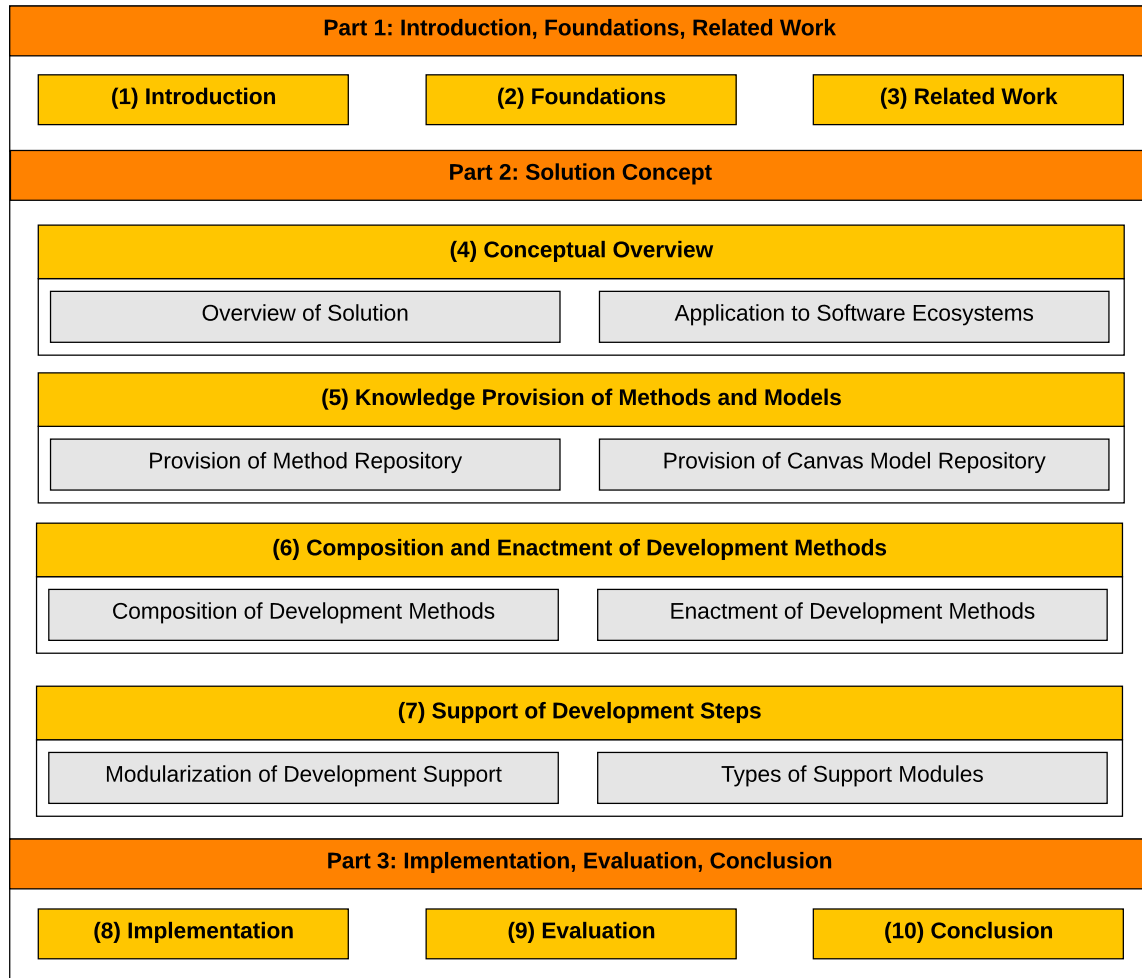 Part 1: Introduction, Foundations, Related Work
(1) Introduction
(2) Foundations
(3) Related Work
Part 2: Solution Concept
(4) Conceptual Overview
Overview of Solution
Application to Software Ecosystems
(5) Knowledge Provision of Methods and Models
Provision of Method Repository
Provision of Canvas Model Repository
(6) Composition and Enactment of Development Methods
Composition of Development Methods
Enactment of Development Methods
(7) Support of Development Steps
Modularization of Development Support
Types of Support Modules
Part 3: Implementation, Evaluation, Conclusion
(8) Implementation
(9) Evaluation
(10) Conclusion